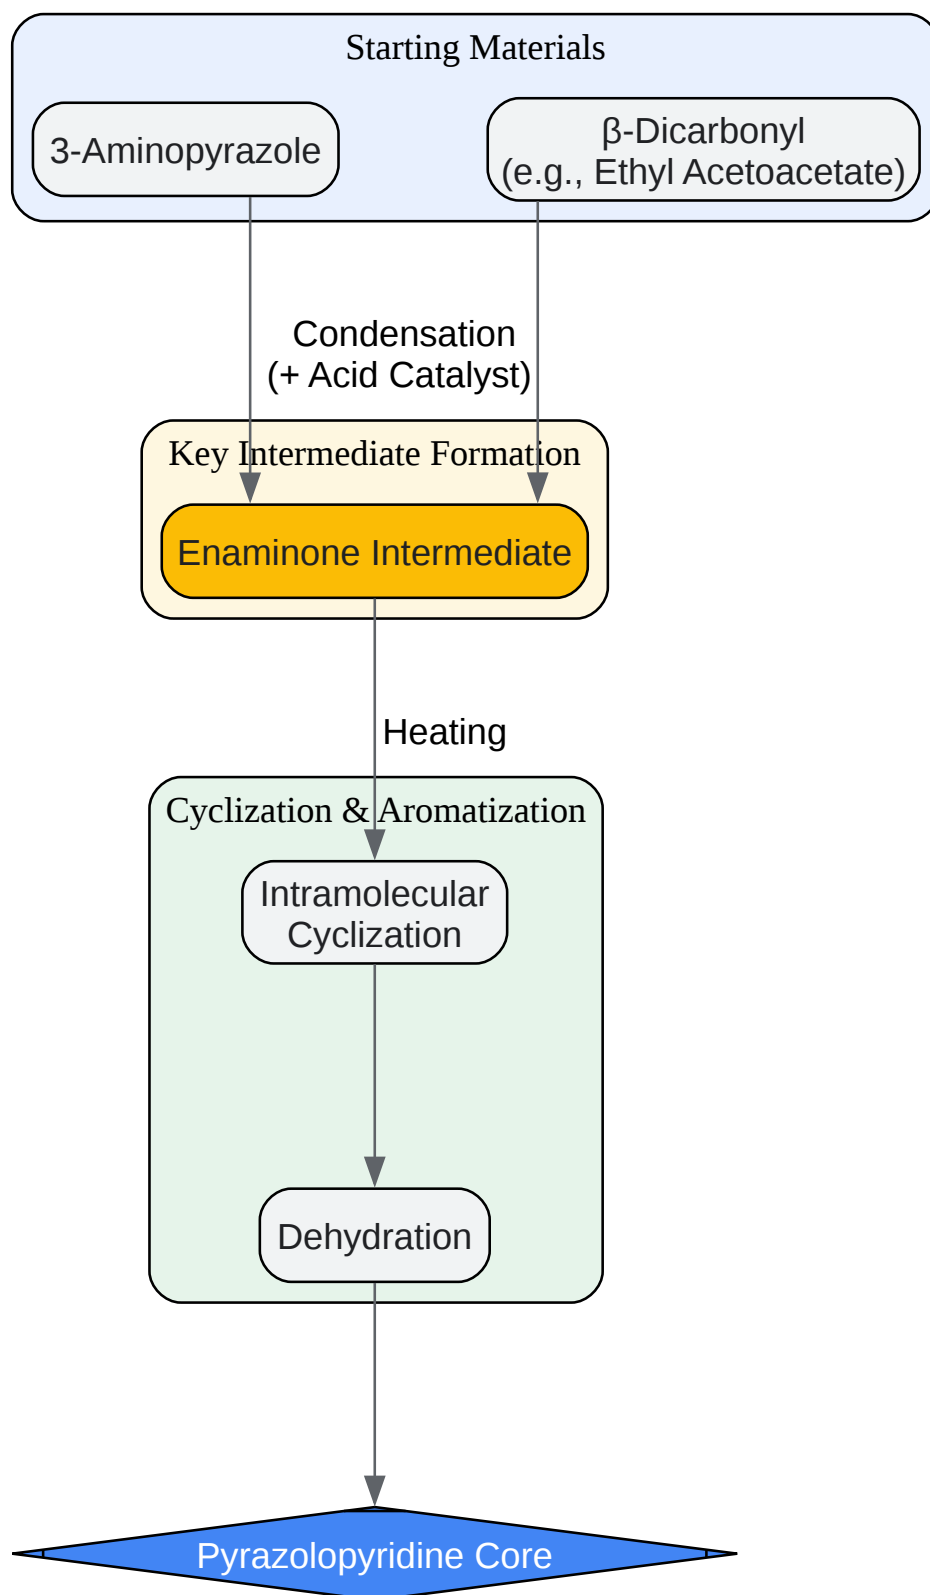 Starting Materials
3-Aminopyrazole
β-Dicarbonyl
(e.g., Ethyl Acetoacetate)
Condensation
(+ Acid Catalyst)
Key Intermediate Formation
Enaminone Intermediate
Heating
Cyclization & Aromatization
Intramolecular
Cyclization
Dehydration
Pyrazolopyridine Core